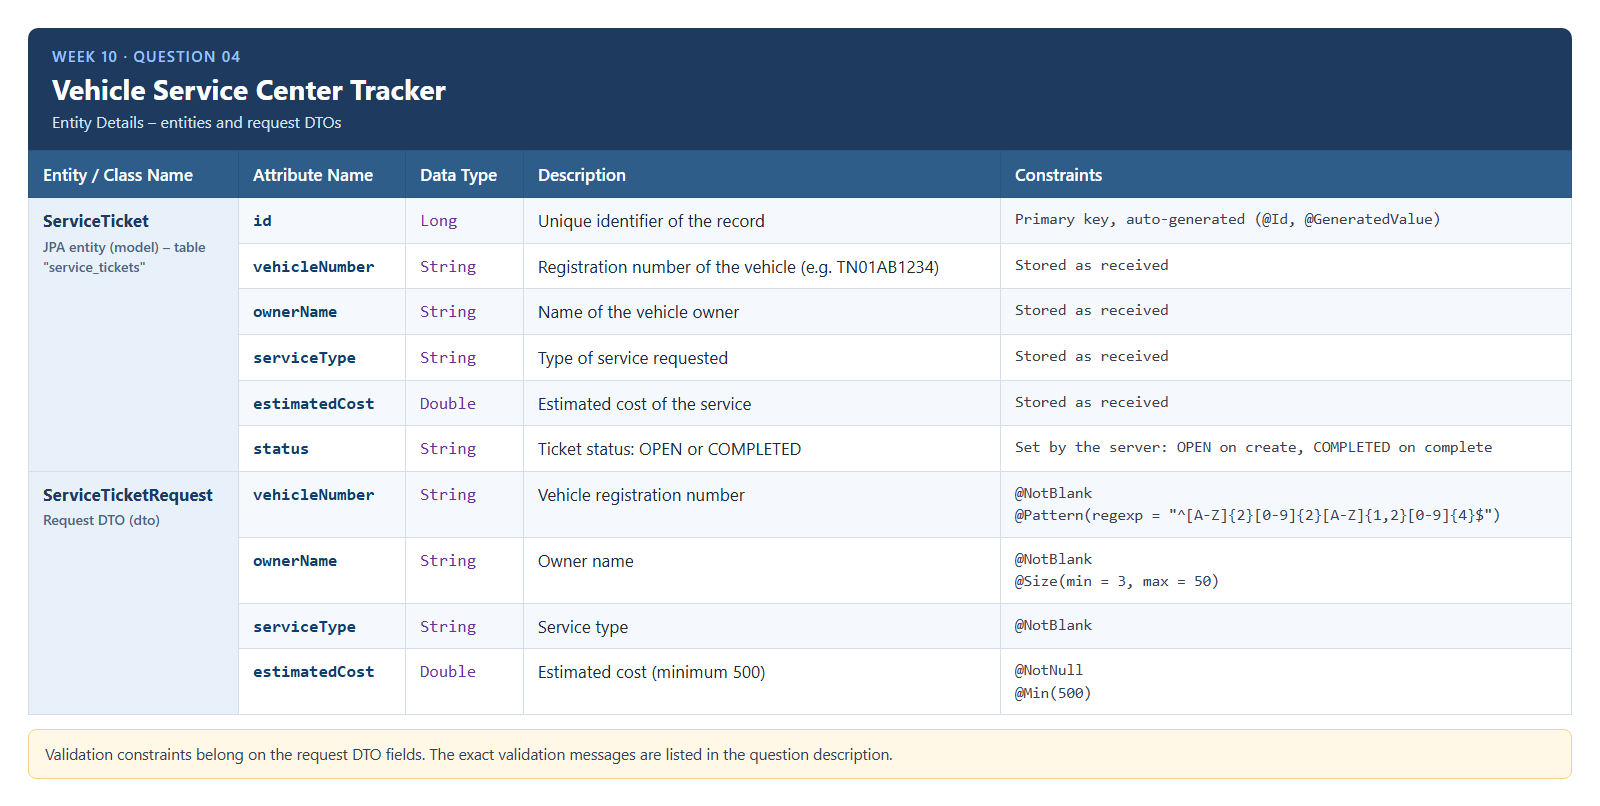 WEEK 10 · QUESTION 04
Vehicle Service Center Tracker
Entity Details – entities and request DTOs
Entity / Class Name Attribute Name Data Type Description Constraints
ServiceTicket id Long Unique identifier of the record Primary key, auto-generated (@Id, @GeneratedValue)
JPA entity (model) – table
"service_tickets"
vehicleNumber String Registration number of the vehicle (e.g. TN01AB1234) Stored as received
ownerName String Name of the vehicle owner Stored as received
serviceType String Type of service requested Stored as received
estimatedCost Double Estimated cost of the service Stored as received
status String Ticket status: OPEN or COMPLETED Set by the server: OPEN on create, COMPLETED on complete
ServiceTicketRequest vehicleNumber String Vehicle registration number @NotBlank
Request DTO (dto) @Pattern(regexp = "^[A-Z]{2}[0-9]{2}[A-Z]{1,2}[0-9]{4}$")
ownerName String Owner name @NotBlank
@Size(min = 3, max = 50)
serviceType String Service type @NotBlank
estimatedCost Double Estimated cost (minimum 500) @NotNull
@Min(500)
Validation constraints belong on the request DTO fields. The exact validation messages are listed in the question description.